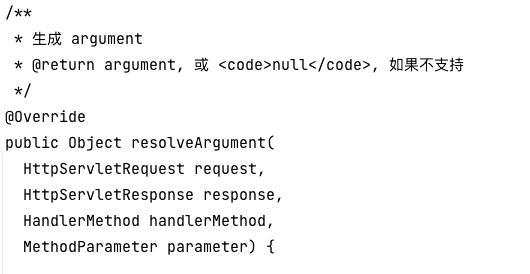 /**
 * 生成 argument
 * @return argument, 或 <code>null</code>, 如果不支持
 */
@Override
public Object resolveArgument(
  HttpServletRequest request,
  HttpServletResponse response,
  HandlerMethod handlerMethod,
  MethodParameter parameter) {